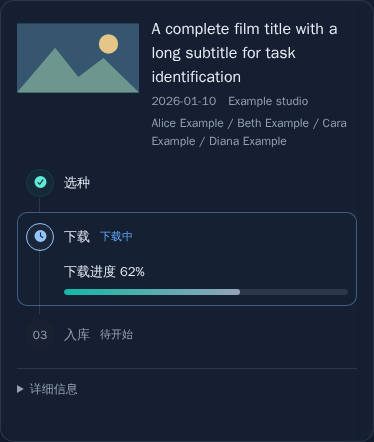 A complete film title with a
long subtitle for task
identification
2026-01-10 Example studio
Alice Example / Beth Example / Cara
Example / Diana Example
选种
下载 下载中
下载进度 62%
03 入库 待开始
详细信息